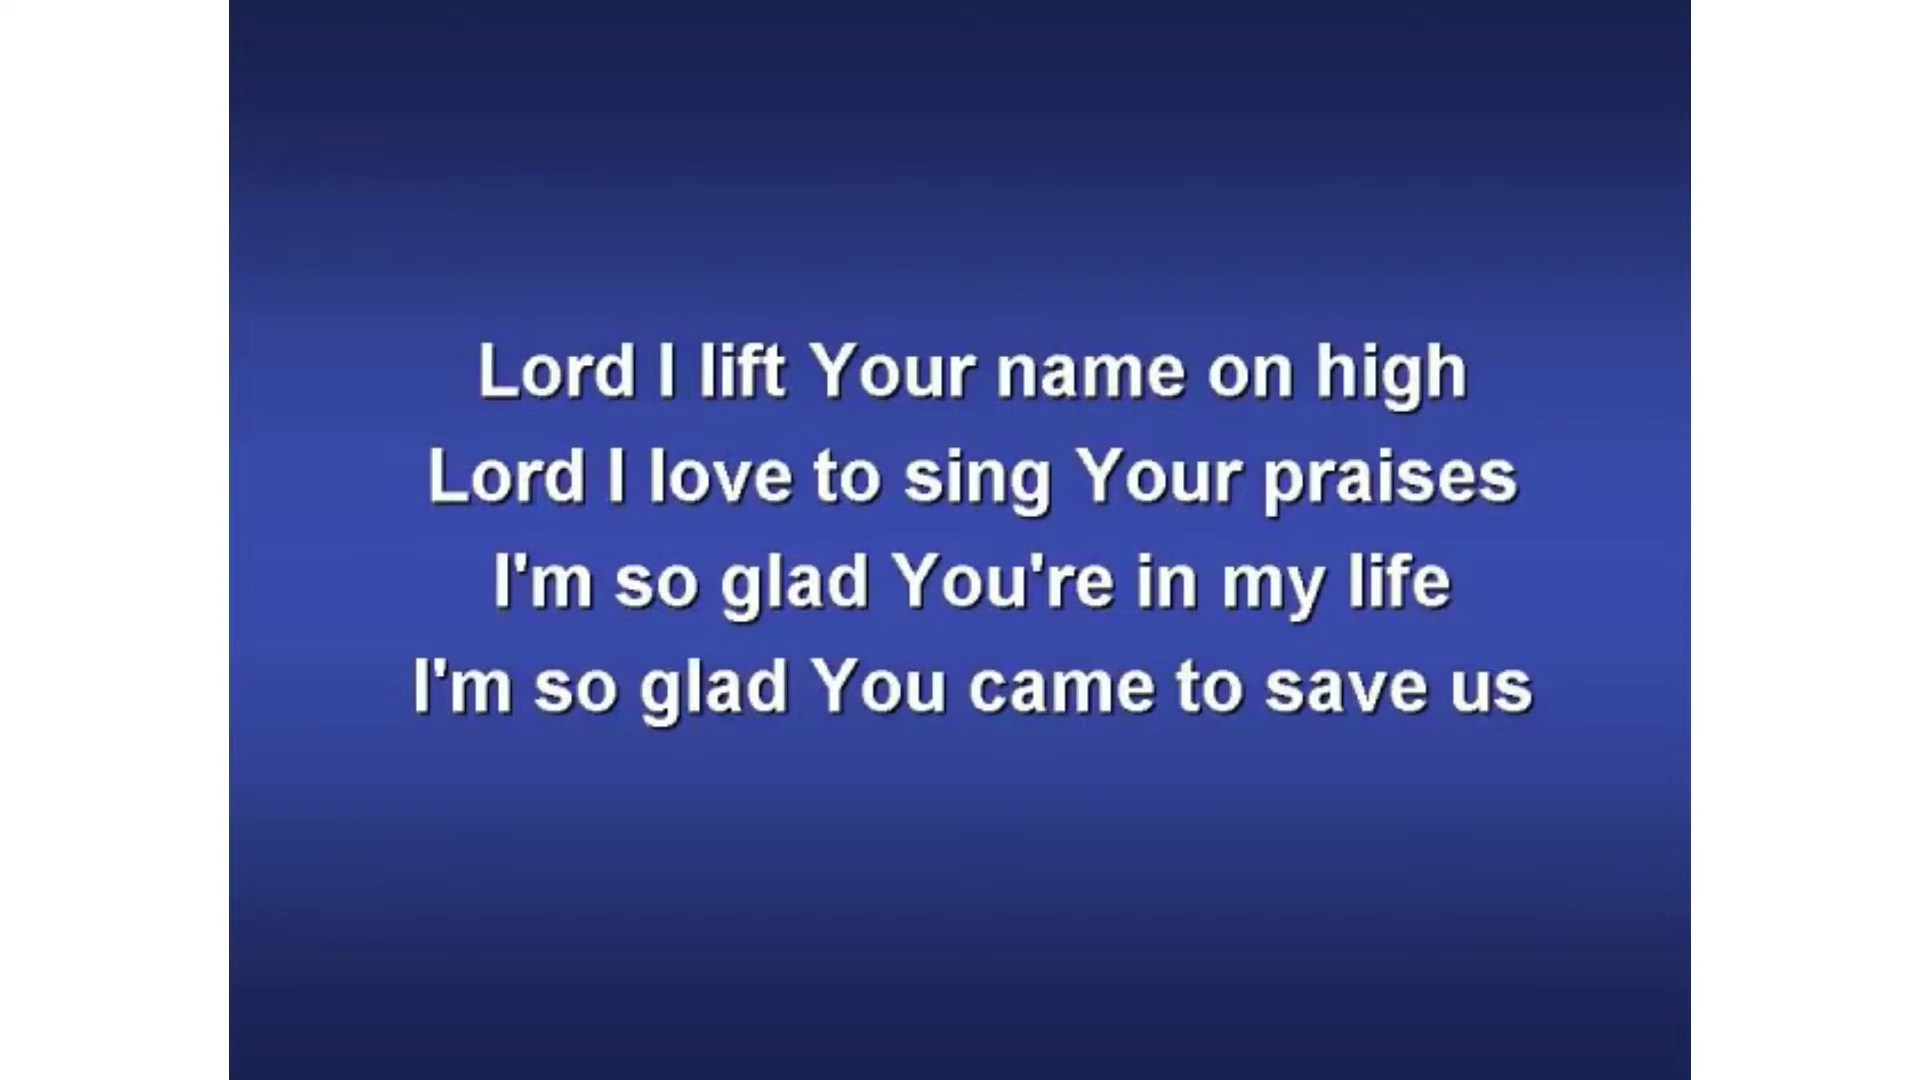 Lord I lift Your name on high
Lord I love to sing Your praises
I'm so glad You're in my life
I'm so glad You came to save us